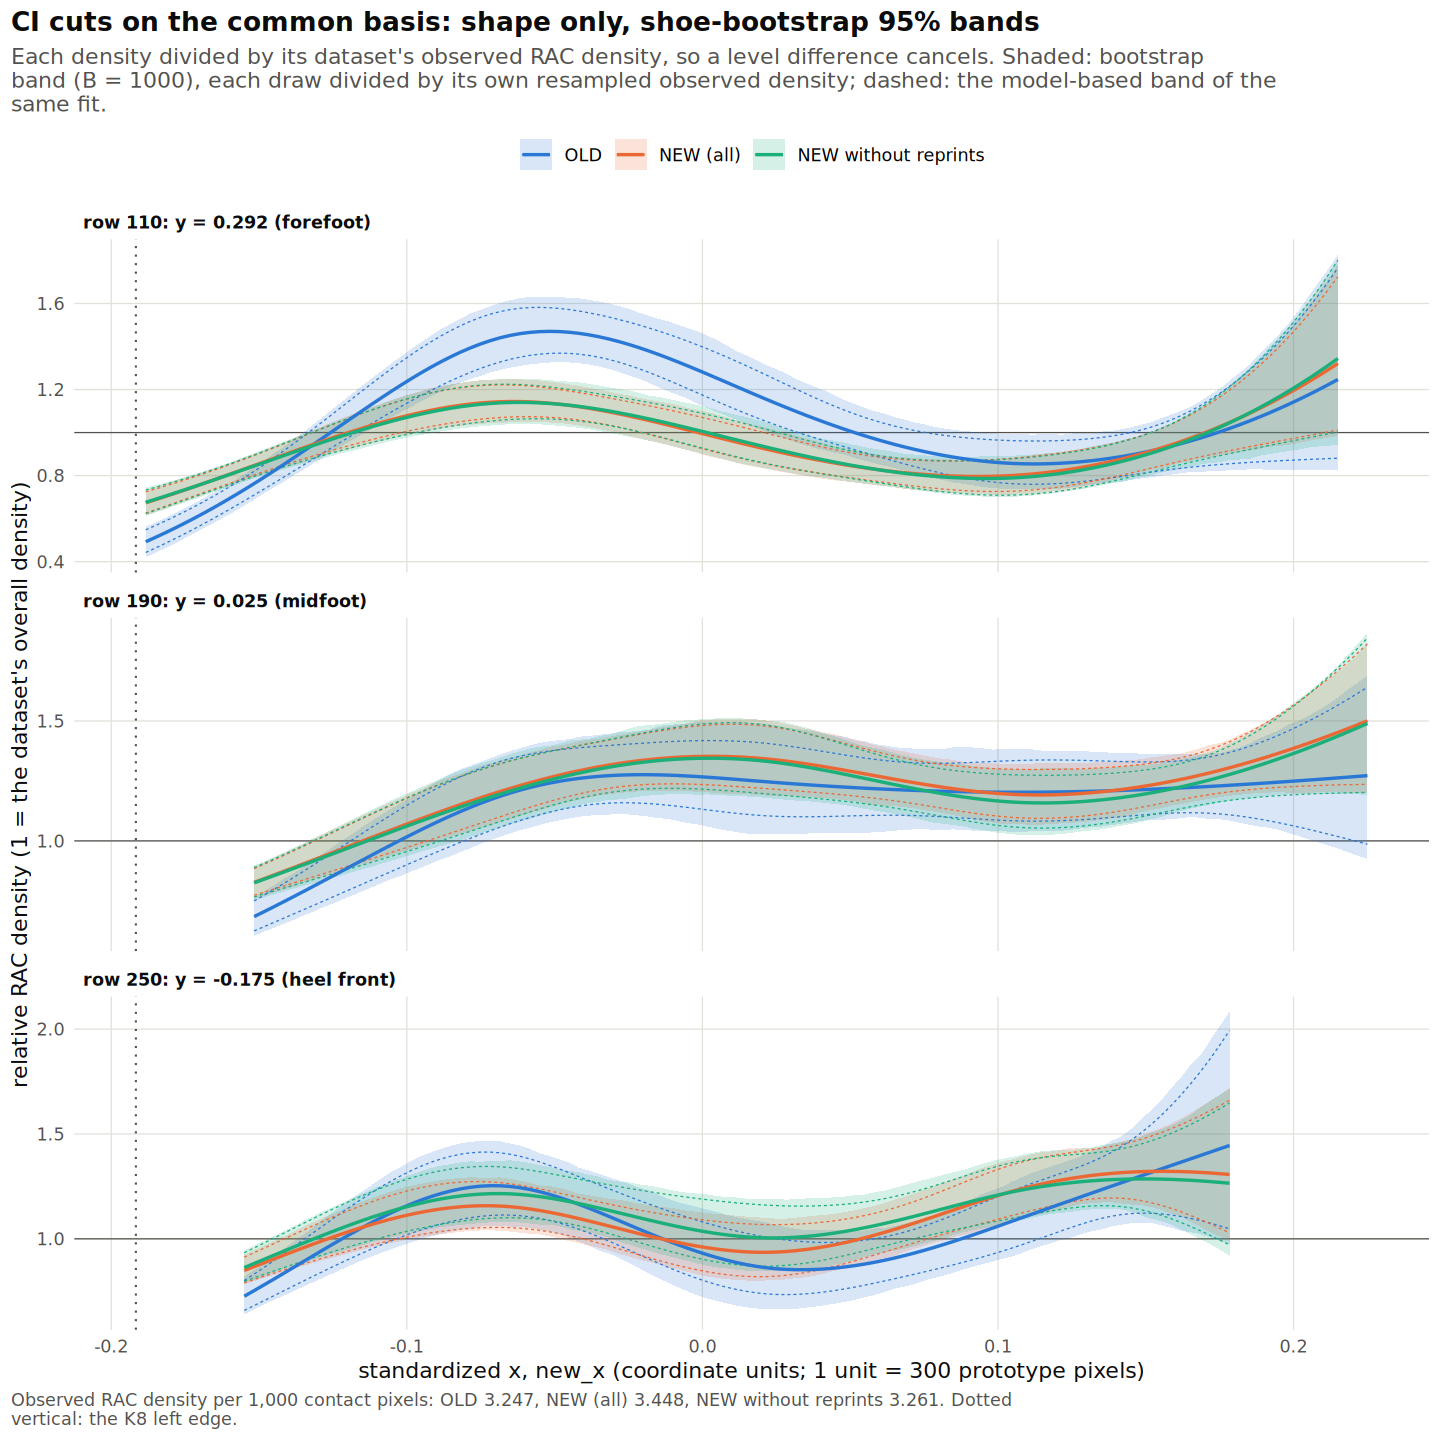 CI cuts on the common basis: shape only, shoe-bootstrap 95% bands
Each density divided by its dataset's observed RAC density, so a level difference cancels. Shaded: bootstrap
band (B = 1000), each draw divided by its own resampled observed density; dashed: the model-based band of the
same fit.
OLD NEW (all) NEW without reprints
relative RAC density (1 = the dataset's overall density)
row 110: y = 0.292 (forefoot)
1.6
1.2
0.8
0.4
row 190: y = 0.025 (midfoot)
1.5
1.0
row 250: y = -0.175 (heel front)
2.0
1.5
1.0
-0.2 -0.1 0.0 0.1 0.2
standardized x, new_x (coordinate units; 1 unit = 300 prototype pixels)
Observed RAC density per 1,000 contact pixels: OLD 3.247, NEW (all) 3.448, NEW without reprints 3.261. Dotted
vertical: the K8 left edge.